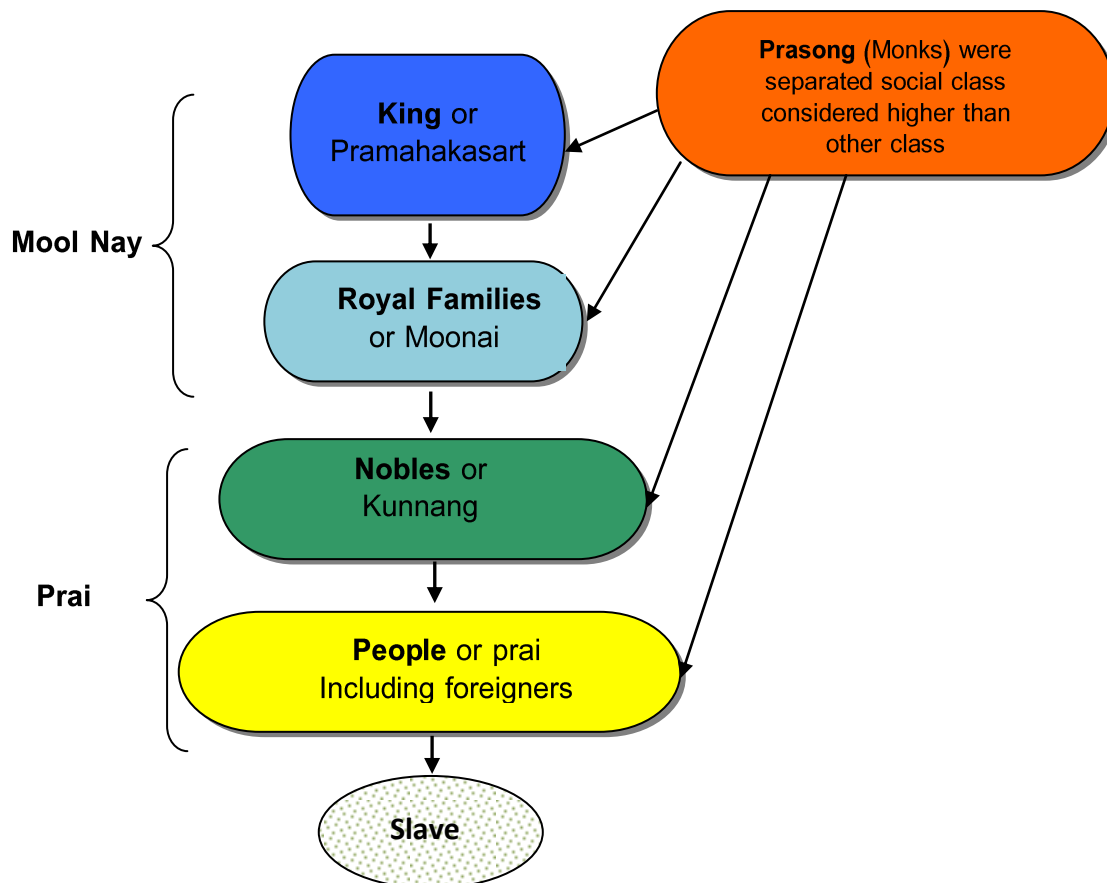 Prasong (Monks) were
separated social class
considered higher than
other class
King or
Pramahakasart
Mool Nay
Royal Families
or Moonai
Nobles or
Kunnang
Prai
People or prai
Including foreigners
Slave